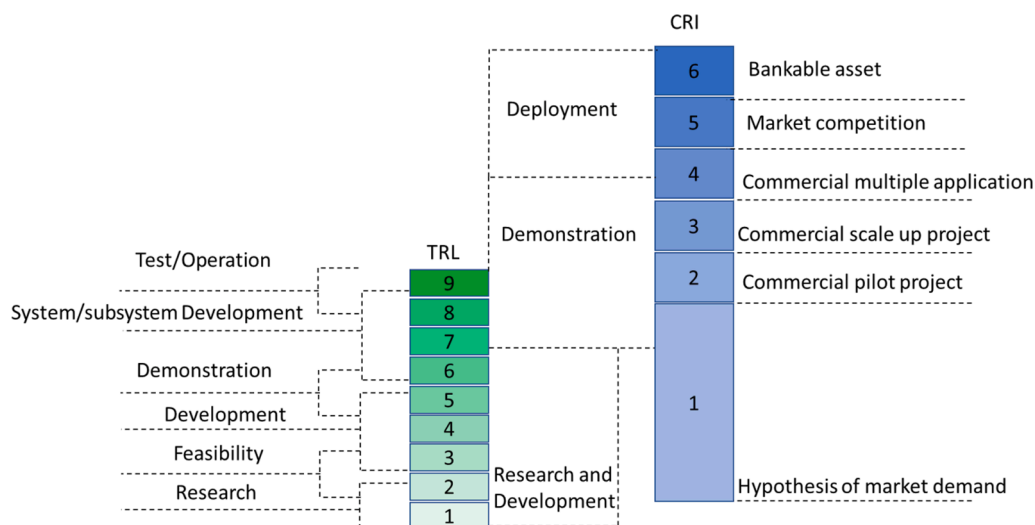 CRI
6
Bankable asset
Deployment
5
Market competition
4
Commercial multiple application
Demonstration
3
Commercial scale up project
TRL
Test/Operation
9
2
Commercial pilot project
System/subsystem Development
8
7
Demonstration
6
5
1
Development
4
Feasibility
3
Research and
Development
Research
2
Hypothesis of market demand
1